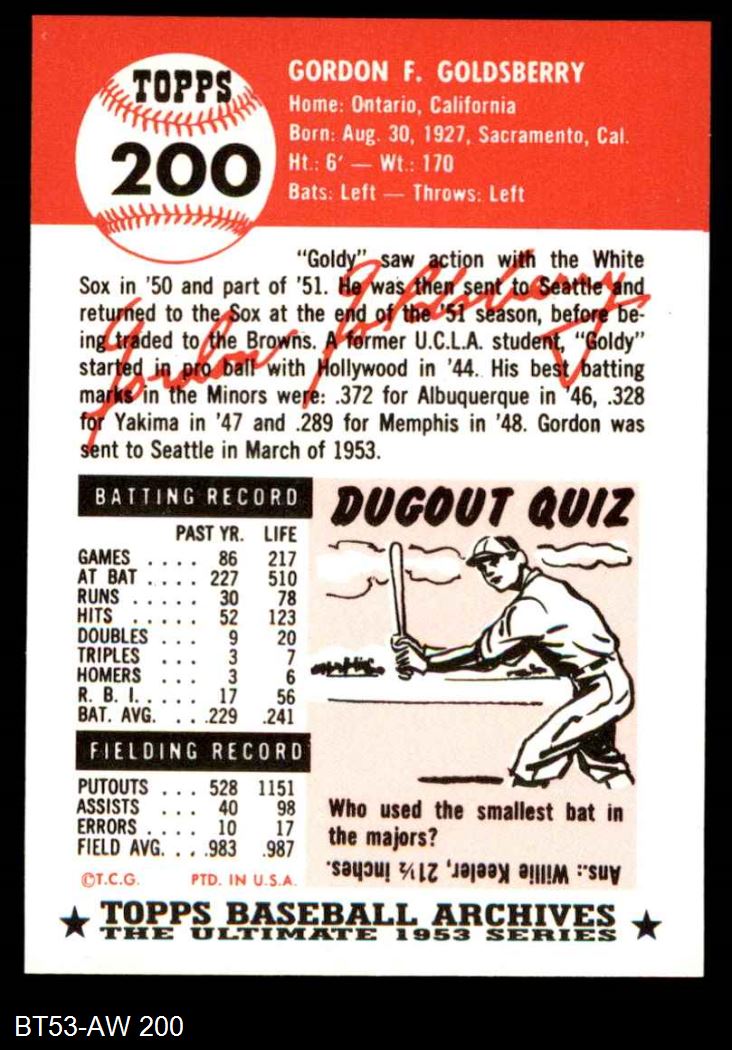 TOPPS
200
GORDON F. GOLDSBERRY
Home: Ontario, California
Born: Aug. 30, 1927, Sacramento, Cal.
Ht.: 6' — Wt.: 170
Bats: Left — Throws: Left
"Goldy" saw action with the White
Sox in '50 and part of '51. He was then sent to Seattle and
returned to the Sox at the end of the '51 season, before be-
ing traded to the Browns. A former U.C.L.A. student, "Goldy"
started in pro ball with Hollywood in '44. His best batting
marks in the Minors were: .372 for Albuquerque in '46, .328
for Yakima in '47 and .289 for Memphis in '48. Gordon was
sent to Seattle in March of 1953.
Gordon Goldsberry
BATTING RECORD
PAST YR. LIFE
GAMES .... 86 217
AT BAT .... 227 510
RUNS ..... 30 78
HITS ..... 52 123
DOUBLES ... 9 20
TRIPLES ... 3 7
HOMERS ... 3 6
R. B. I. .... 17 56
BAT. AVG. ... .229 .241
FIELDING RECORD
PUTOUTS ... 528 1151
ASSISTS ... 40 98
ERRORS .... 10 17
FIELD AVG. ... .983 .987
©T.C.G. PTD. IN U.S.A.
DUGOUT QUIZ
Who used the smallest bat in
the majors?
Ans.: Willie Keeler, 21½ inches.
TOPPS BASEBALL ARCHIVES
THE ULTIMATE 1953 SERIES
BT53-AW 200